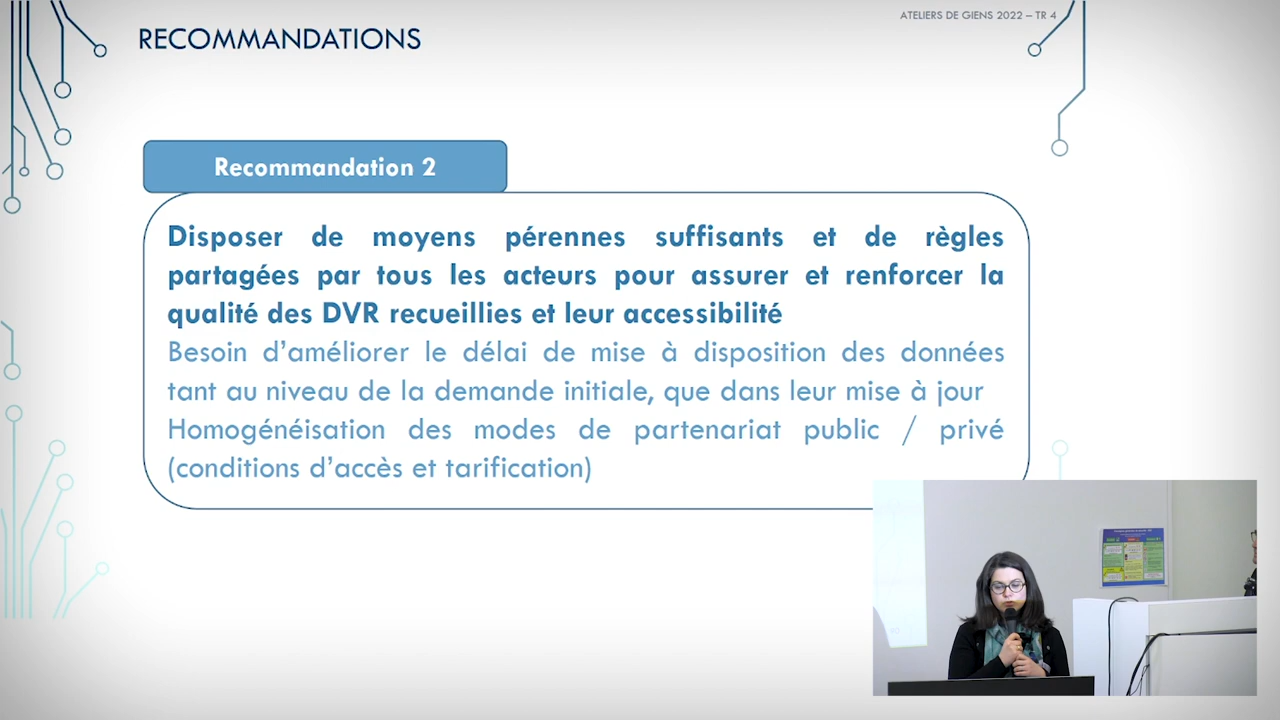 ATELIERS DE GIENS 2022 – TR 4
RECOMMANDATIONS
Recommandation 2
Disposer de moyens pérennes suffisants et de règles
partagées par tous les acteurs pour assurer et renforcer la
qualité des DVR recueillies et leur accessibilité
Besoin d’améliorer le délai de mise à disposition des données
tant au niveau de la demande initiale, que dans leur mise à jour
Homogénéisation des modes de partenariat public / privé
(conditions d’accès et tarification)